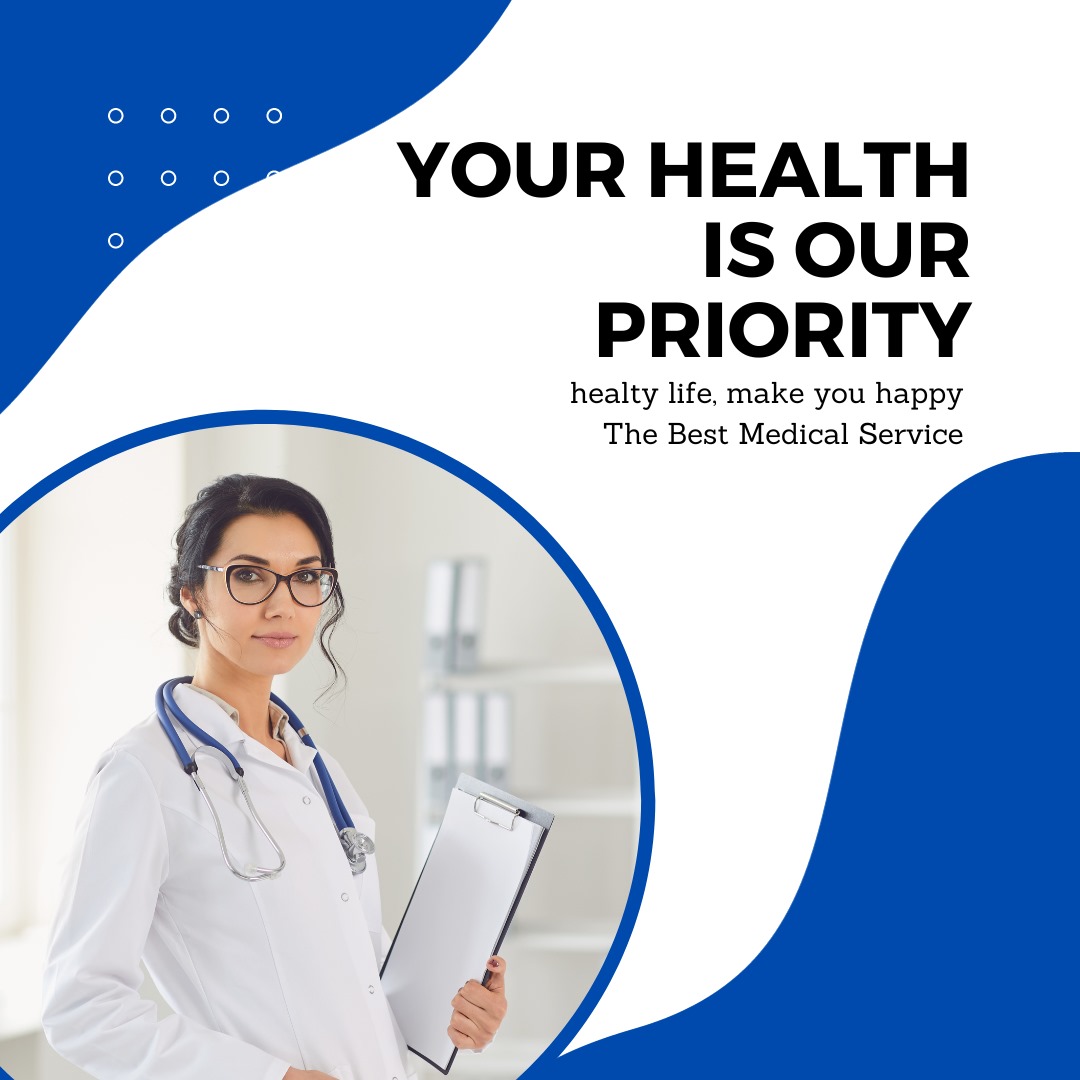 YOUR HEALTH
IS OUR
PRIORITY
healty life, make you happy
The Best Medical Service